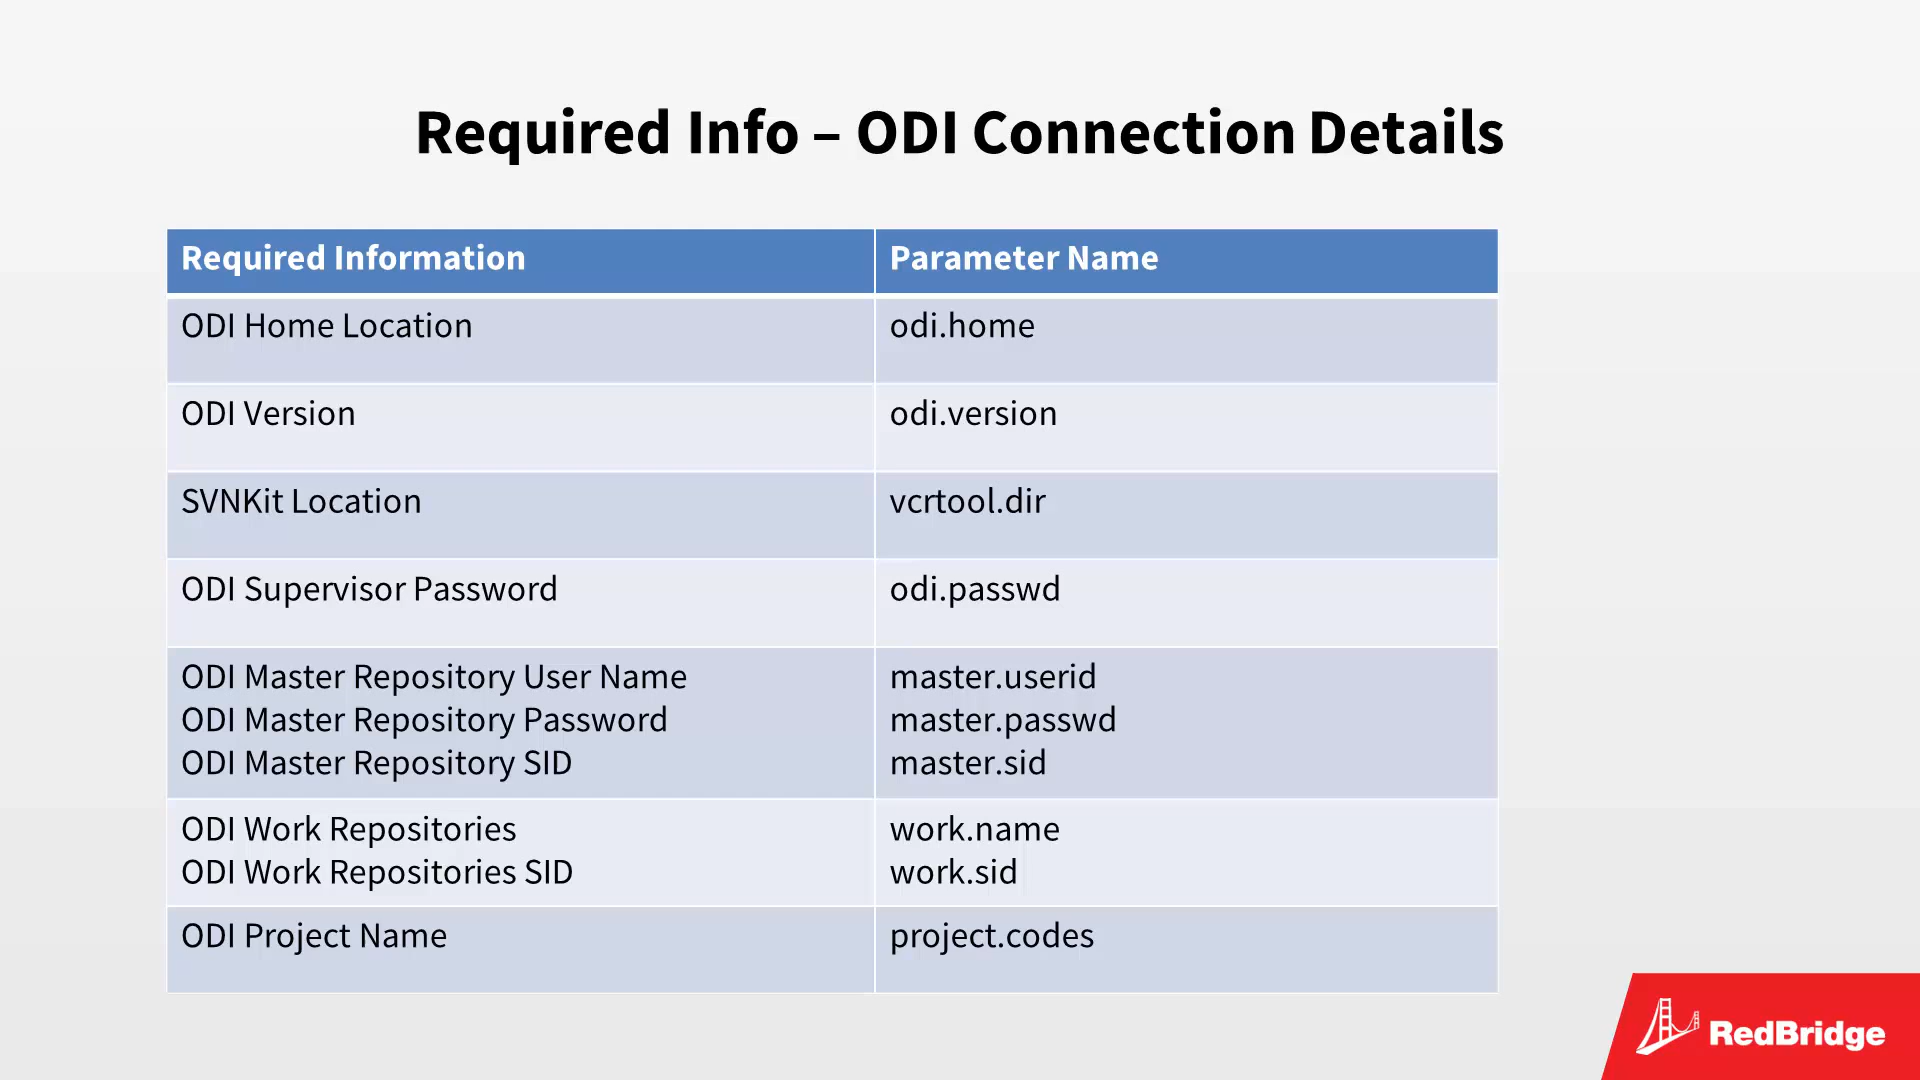 Required Info – ODI Connection Details
Required Information
Parameter Name
ODI Home Location
odi.home
ODI Version
odi.version
SVNKit Location
vcrtool.dir
ODI Supervisor Password
odi.passwd
ODI Master Repository User Name
ODI Master Repository Password
ODI Master Repository SID
master.userid
master.passwd
master.sid
ODI Work Repositories
ODI Work Repositories SID
work.name
work.sid
ODI Project Name
project.codes
RedBridge